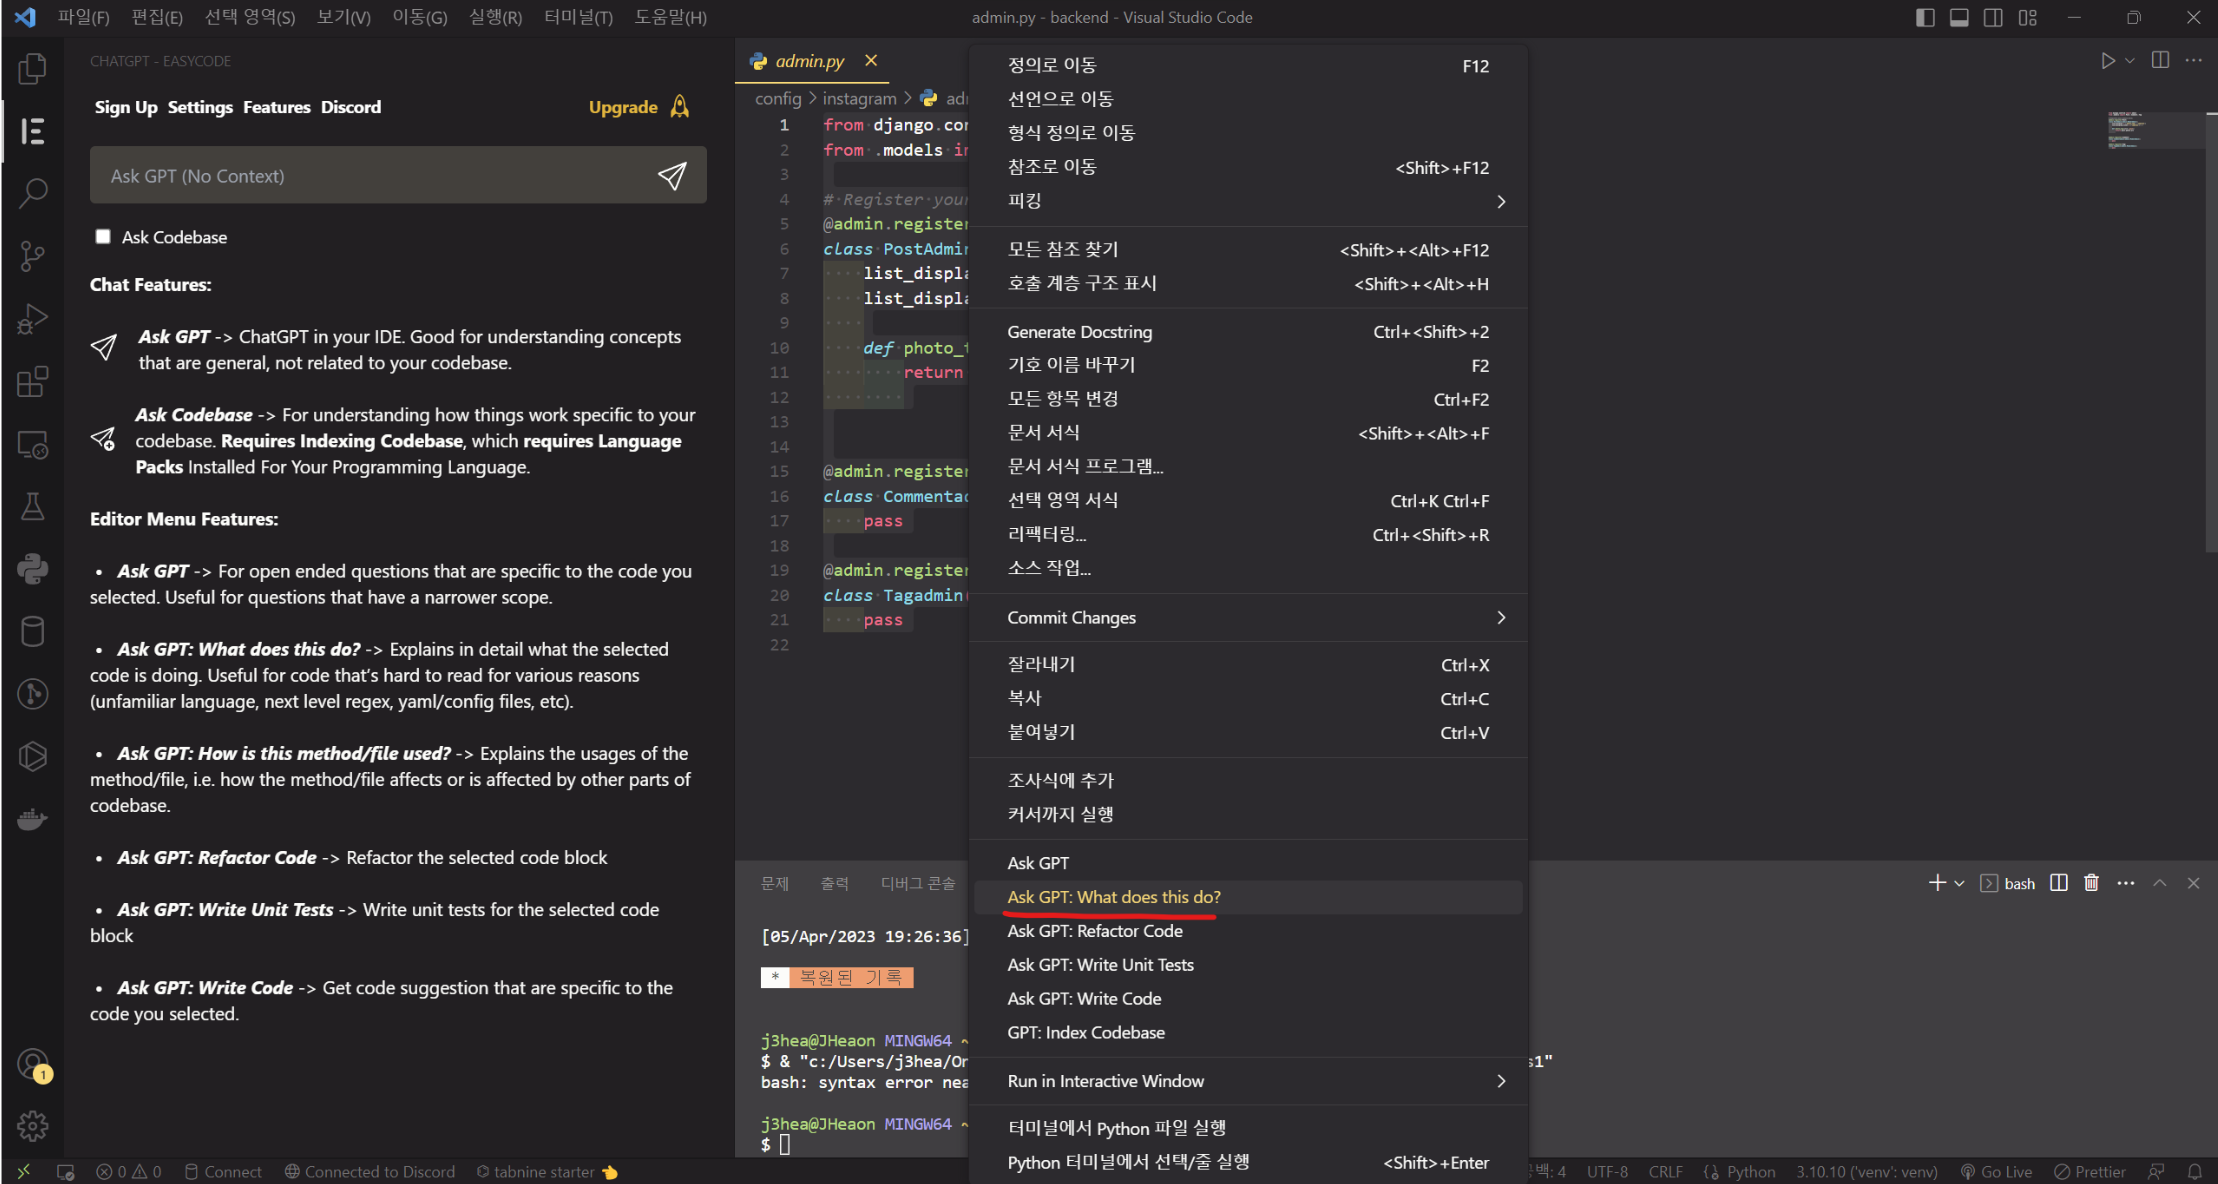 파일(F) 편집(E) 선택 영역(S) 보기(V) 이동(G) 실행(R) 터미널(T) 도움말(H)
admin.py - backend - Visual Studio Code
CHATGPT - EASYCODE
Sign Up Settings Features Discord Upgrade
Ask GPT (No Context)
Ask Codebase
Chat Features:
Ask GPT -> ChatGPT in your IDE. Good for understanding concepts
that are general, not related to your codebase.
Ask Codebase -> For understanding how things work specific to your
codebase. Requires Indexing Codebase, which requires Language
Packs Installed For Your Programming Language.
Editor Menu Features:
• Ask GPT -> For open ended questions that are specific to the code you
selected. Useful for questions that have a narrower scope.
• Ask GPT: What does this do? -> Explains in detail what the selected
code is doing. Useful for code that's hard to read for various reasons
(unfamiliar language, next level regex, yaml/config files, etc).
• Ask GPT: How is this method/file used? -> Explains the usages of the
method/file, i.e. how the method/file affects or is affected by other parts of
codebase.
• Ask GPT: Refactor Code -> Refactor the selected code block
• Ask GPT: Write Unit Tests -> Write unit tests for the selected code
block
• Ask GPT: Write Code -> Get code suggestion that are specific to the
code you selected.
1
admin.py
config > instagram >
1 from django.con
2 from .models
3
4 # Register your
5 @admin.register
6 class PostAdmin
7 list_displa
8 list_displa
9
10 def photo_
11 return
12
13
14
15 @admin.register
16 class Commentad
17 pass
18
19 @admin.register
20 class Tagadmin
21 pass
22
정의로 이동 F12
선언으로 이동
형식 정의로 이동
참조로 이동 <Shift>+F12
피킹
모든 참조 찾기 <Shift>+<Alt>+F12
호출 계층 구조 표시 <Shift>+<Alt>+H
Generate Docstring Ctrl+<Shift>+2
기호 이름 바꾸기 F2
모든 항목 변경 Ctrl+F2
문서 서식 <Shift>+<Alt>+F
문서 서식 프로그램...
선택 영역 서식 Ctrl+K Ctrl+F
리팩터링... Ctrl+<Shift>+R
소스 작업...
Commit Changes
잘라내기 Ctrl+X
복사 Ctrl+C
붙여넣기 Ctrl+V
조사식에 추가
커서까지 실행
Ask GPT
Ask GPT: What does this do?
Ask GPT: Refactor Code
Ask GPT: Write Unit Tests
Ask GPT: Write Code
GPT: Index Codebase
Run in Interactive Window
터미널에서 Python 파일 실행
Python 터미널에서 선택/줄 실행 <Shift>+Enter
문제 출력 디버그 콘솔
bash
[05/Apr/2023 19:26:36]
* 복원된 기록
j3hea@JHeaon MINGW64 ~
$ & "c:/Users/j3hea/On s1"
bash: syntax error nea
j3hea@JHeaon MINGW64 ~
$
0 0 Connect Connected to Discord tabnine starter
백: 4 UTF-8 CRLF Python 3.10.10 ('venv': venv) Go Live Prettier